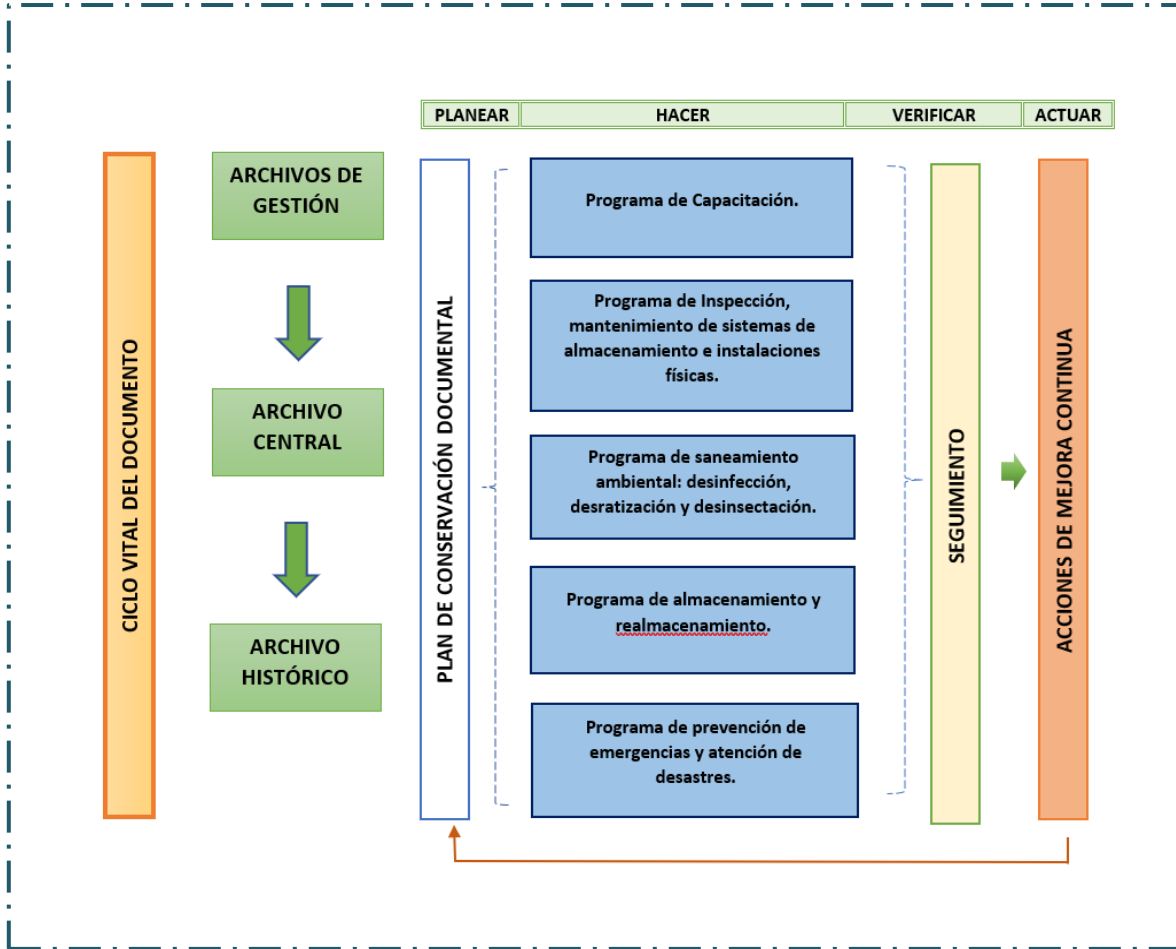 PLANEAR
HACER
VERIFICAR
ACTUAR
CICLO VITAL DEL DOCUMENTO
ARCHIVOS DE
GESTIÓN
ARCHIVO
CENTRAL
ARCHIVO
HISTÓRICO
PLAN DE CONSERVACIÓN DOCUMENTAL
Programa de Capacitación.
Programa de Inspección,
mantenimiento de sistemas de
almacenamiento e instalaciones
físicas.
Programa de saneamiento
ambiental: desinfección,
desratización y desinsectación.
Programa de almacenamiento y
realmacenamiento.
Programa de prevención de
emergencias y atención de
desastres.
SEGUIMIENTO
ACCIONES DE MEJORA CONTINUA